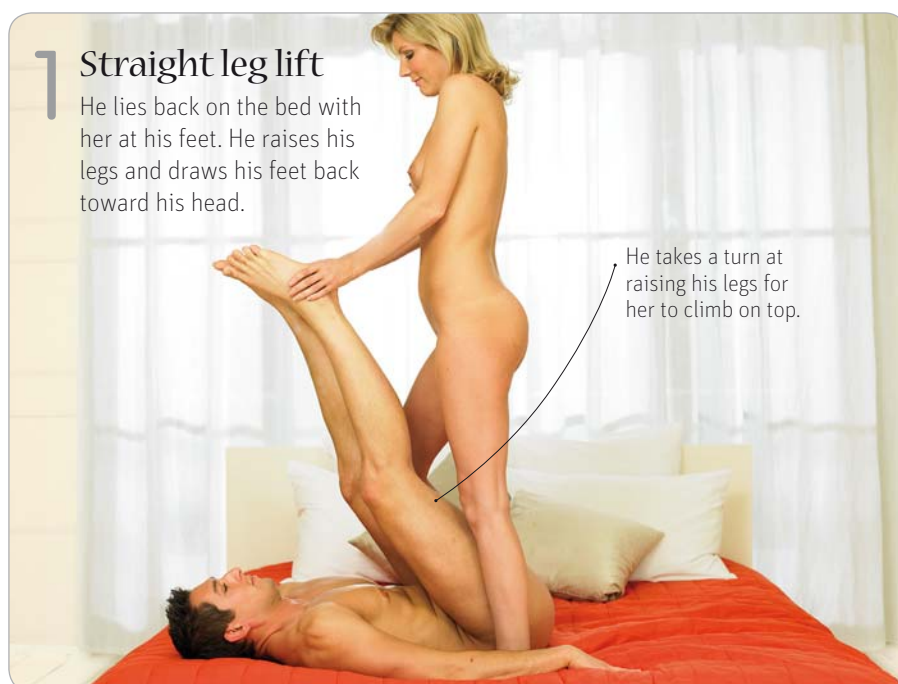 1
Straight leg lift
He lies back on the bed with
her at his feet. He raises his
legs and draws his feet back
toward his head.
He takes a turn at
raising his legs for
her to climb on top.